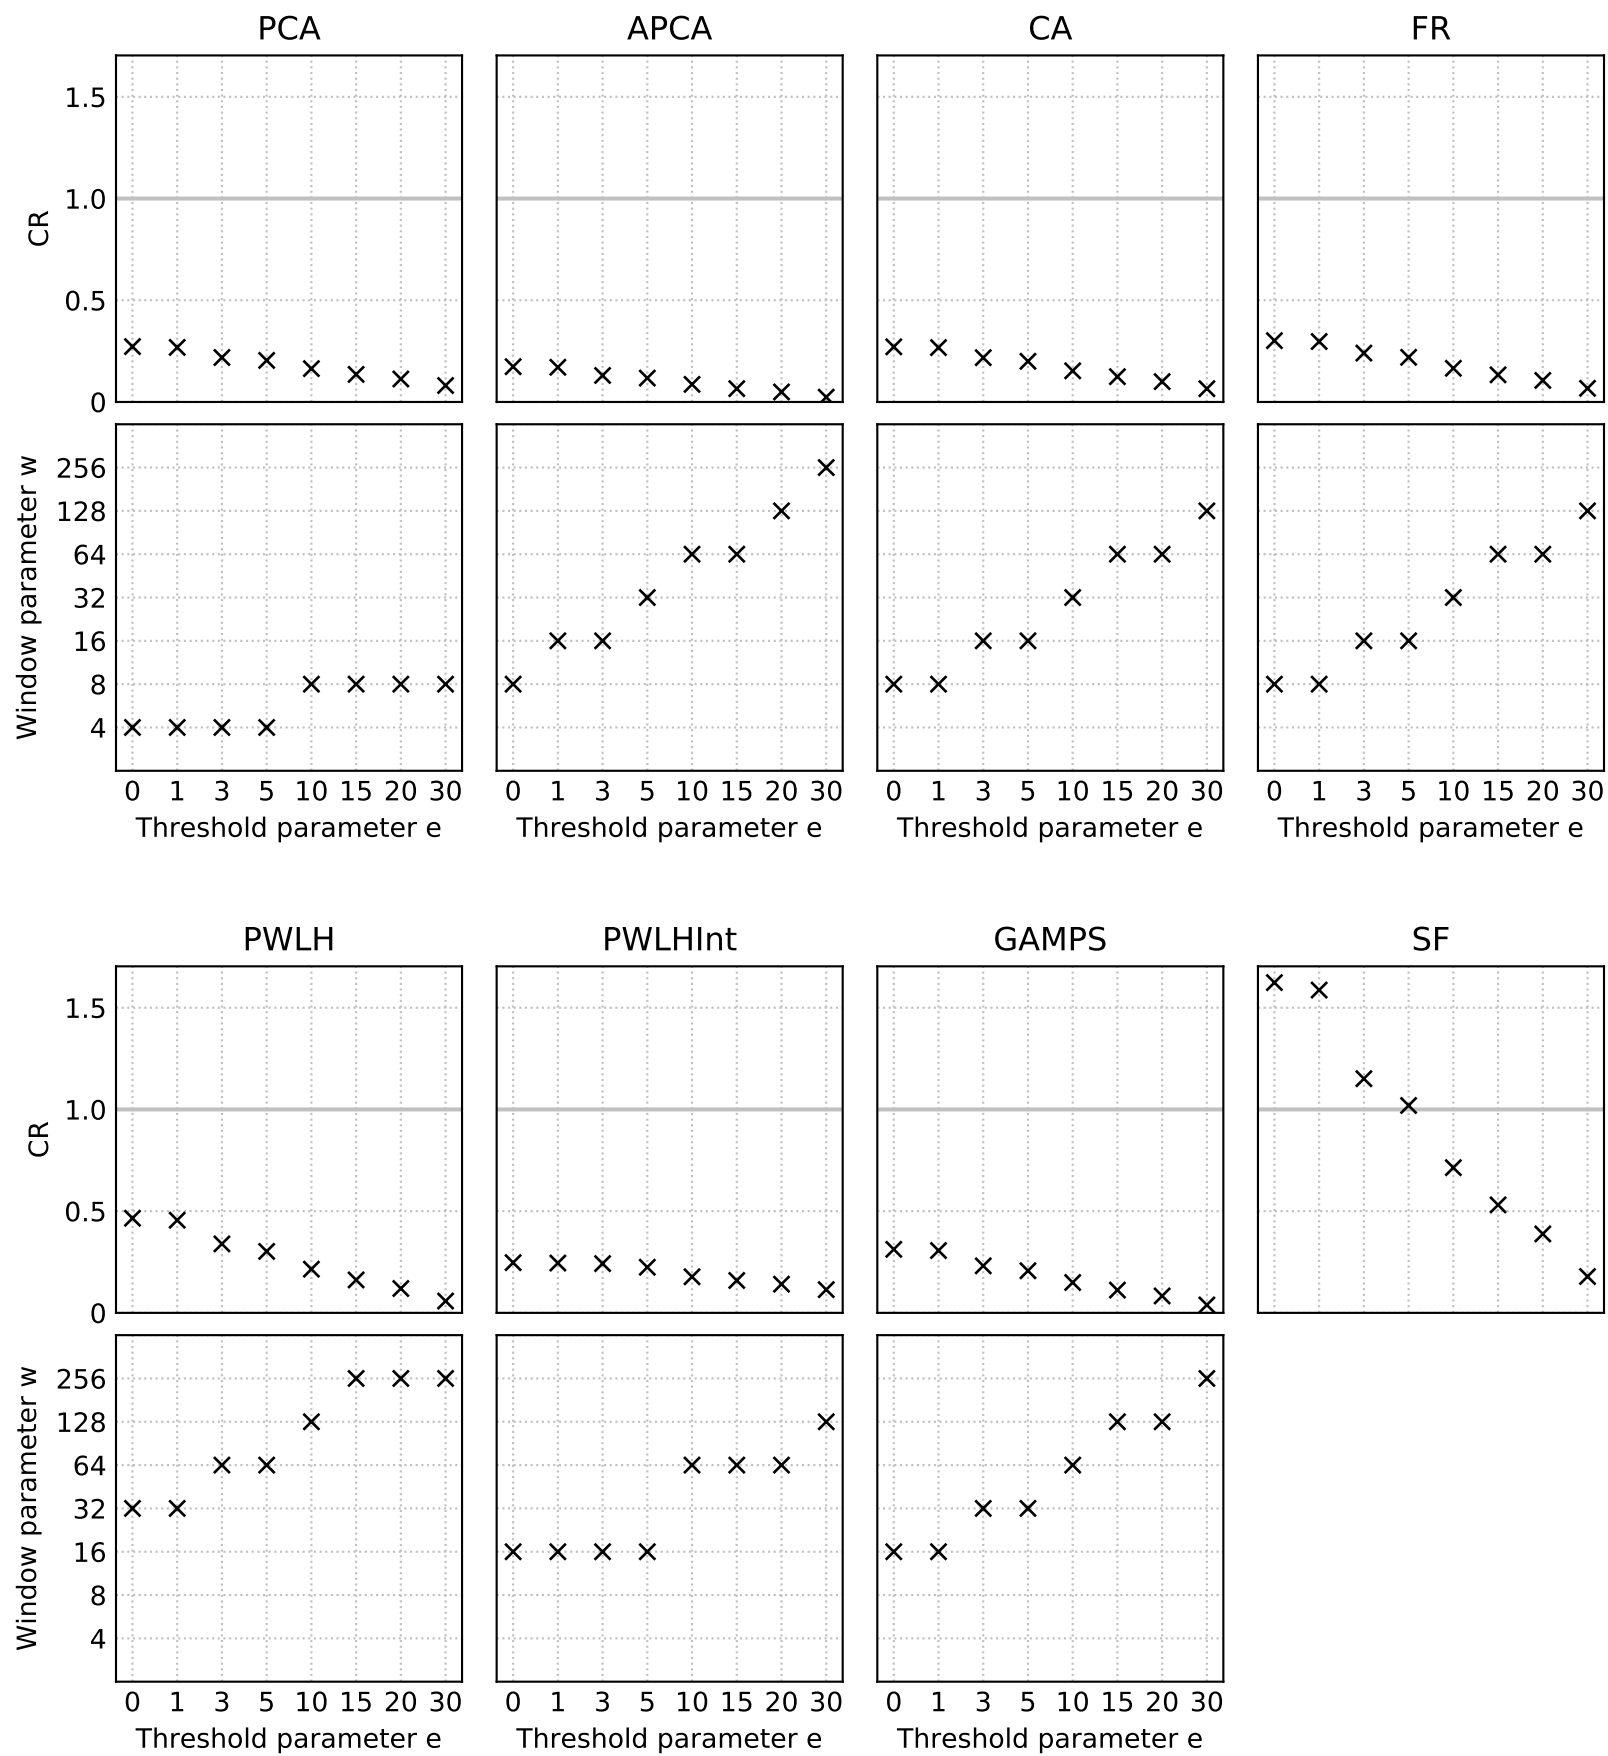 PCA APCA CA FR
1.5
1.0
0.5
0
CR
256
128
64
32
16
8
4
Window parameter w
0 1 3 5 10 15 20 30 0 1 3 5 10 15 20 30 0 1 3 5 10 15 20 30 0 1 3 5 10 15 20 30
Threshold parameter e Threshold parameter e Threshold parameter e Threshold parameter e
PWLH PWLHInt GAMPS SF
1.5
1.0
0.5
0
CR
256
128
64
32
16
8
4
Window parameter w
0 1 3 5 10 15 20 30 0 1 3 5 10 15 20 30 0 1 3 5 10 15 20 30
Threshold parameter e Threshold parameter e Threshold parameter e